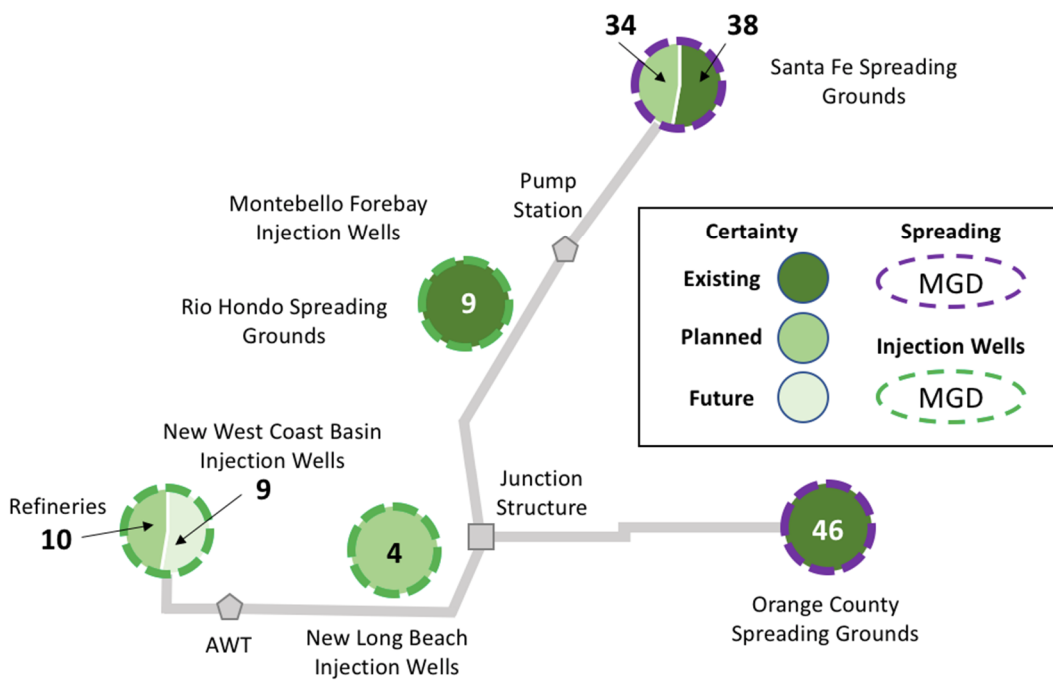 34
38
Santa Fe Spreading
Grounds
Pump
Station
Montebello Forebay
Injection Wells
9
Rio Hondo Spreading
Grounds
Certainty
Spreading
Existing
MGD
Planned
Injection Wells
Future
MGD
New West Coast Basin
Injection Wells
9
Refineries
10
Junction
Structure
4
46
AWT
New Long Beach
Injection Wells
Orange County
Spreading Grounds